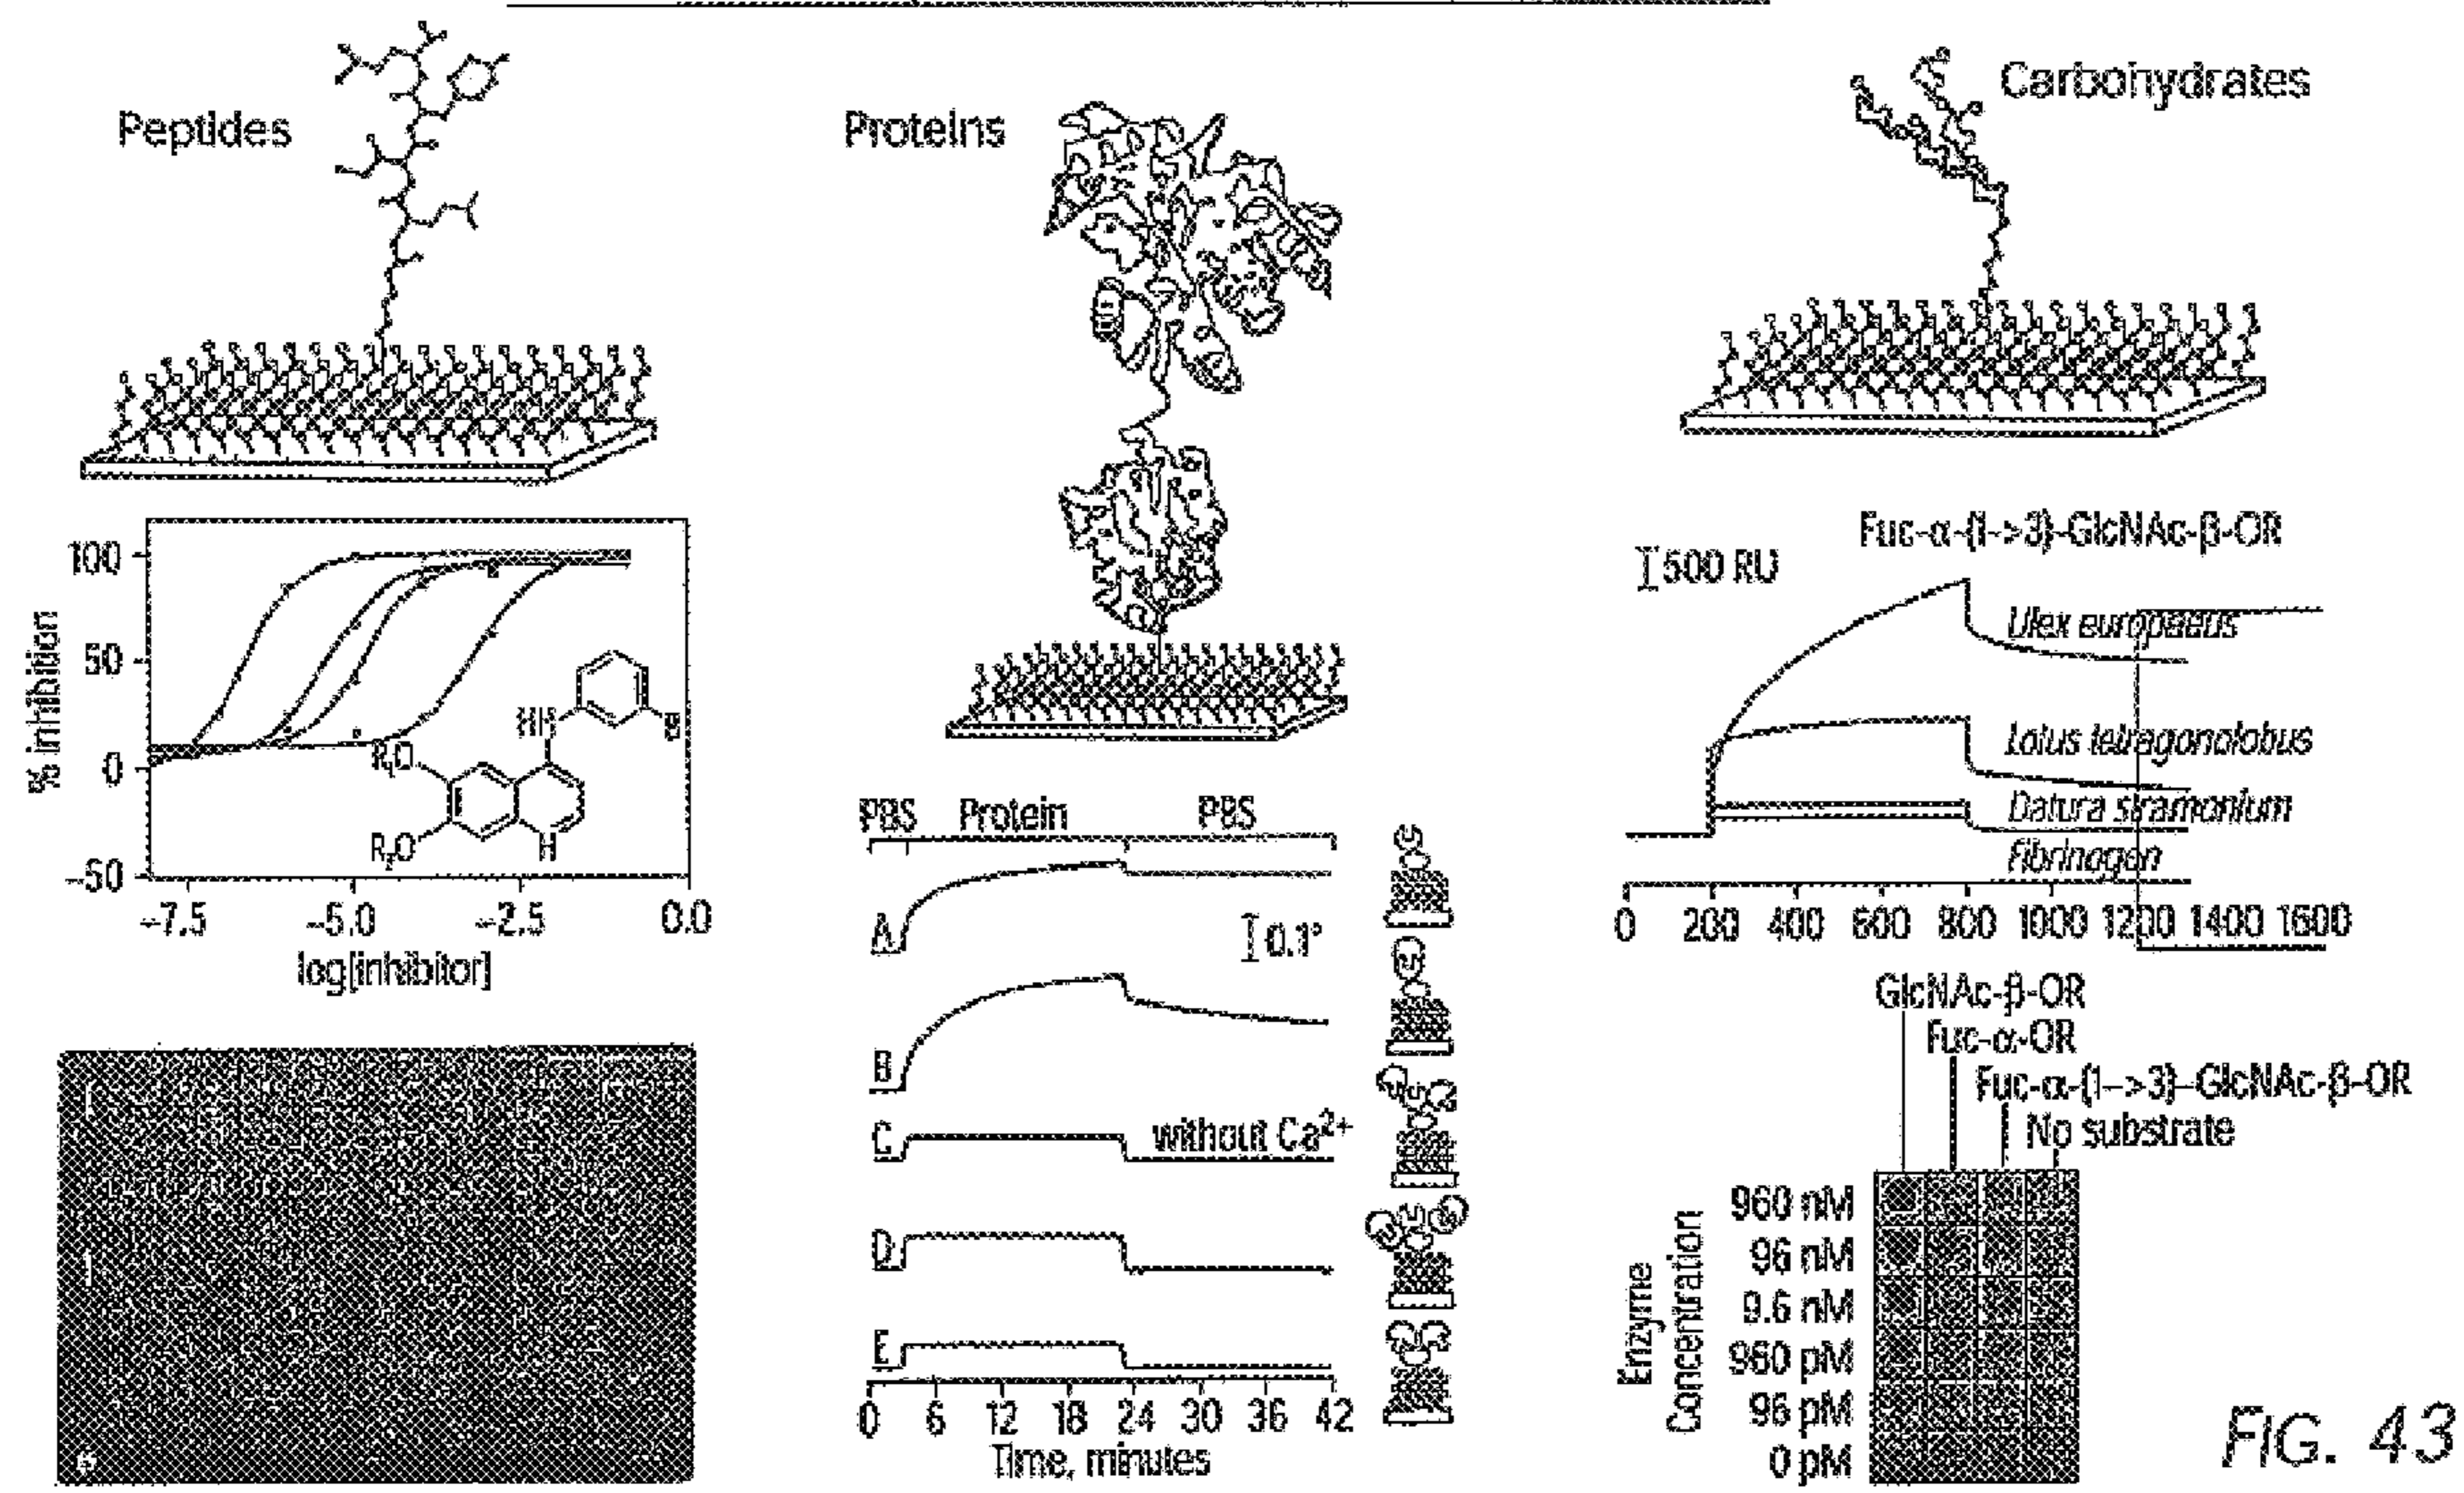 Peptides
Proteins
Carbohydrates
100
50
0
-50
% inhibition
-7.5 -5.0 -2.5 0.0
log[inhibitor]
HN
R₁O
R₂O
PBS Protein PBS
A
0.1°
B
C
without Ca²⁺
D
E
0 6 12 18 24 30 36 42
Time, minutes
Fuc-α-(1->3)-GlcNAc-β-OR
500 RU
Ulex europaeus
Lotus tetragonolobus
Datura stramonium
Fibrinogen
0 200 400 600 800 1000 1200 1400 1600
GlcNAc-β-OR
Fuc-α-OR
Fuc-α-(1->3)-GlcNAc-β-OR
No substrate
Enzyme
Concentration
960 nM
96 nM
9.6 nM
960 pM
96 pM
0 pM
FIG. 43